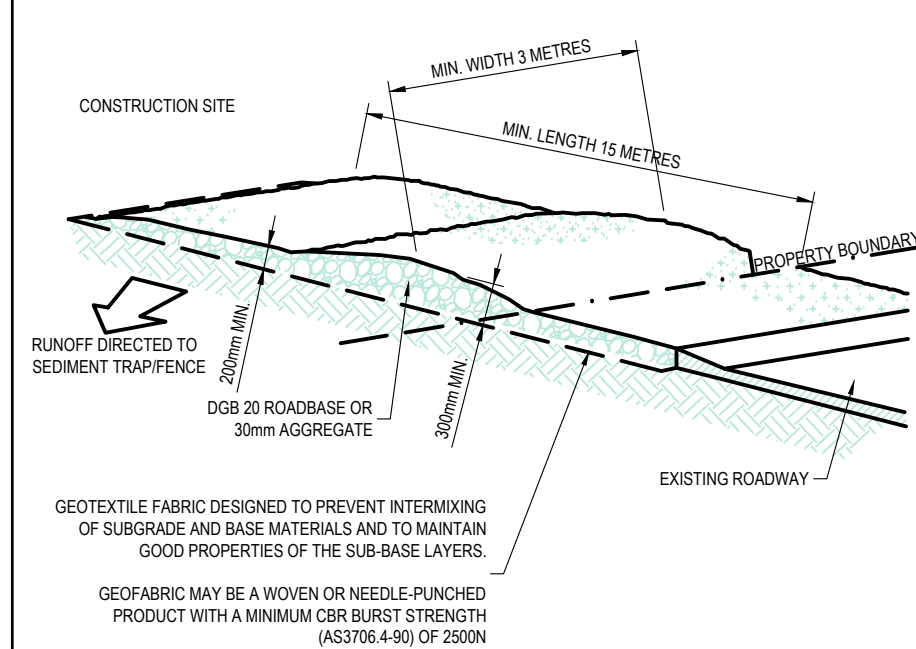 MIN. WIDTH 3 METRES
CONSTRUCTION SITE
MIN. LENGTH 15 METRES
PROPERTY BOUNDARY
RUNOFF DIRECTED TO
SEDIMENT TRAP/FENCE
200mm MIN.
DGB 20 ROADBASE OR
30mm AGGREGATE
300mm MIN.
EXISTING ROADWAY
GEOTEXTILE FABRIC DESIGNED TO PREVENT INTERMIXING
OF SUBGRADE AND BASE MATERIALS AND TO MAINTAIN
GOOD PROPERTIES OF THE SUB-BASE LAYERS.
GEOFABRIC MAY BE A WOVEN OR NEEDLE-PUNCHED
PRODUCT WITH A MINIMUM CBR BURST STRENGTH
(AS3706.4-90) OF 2500N